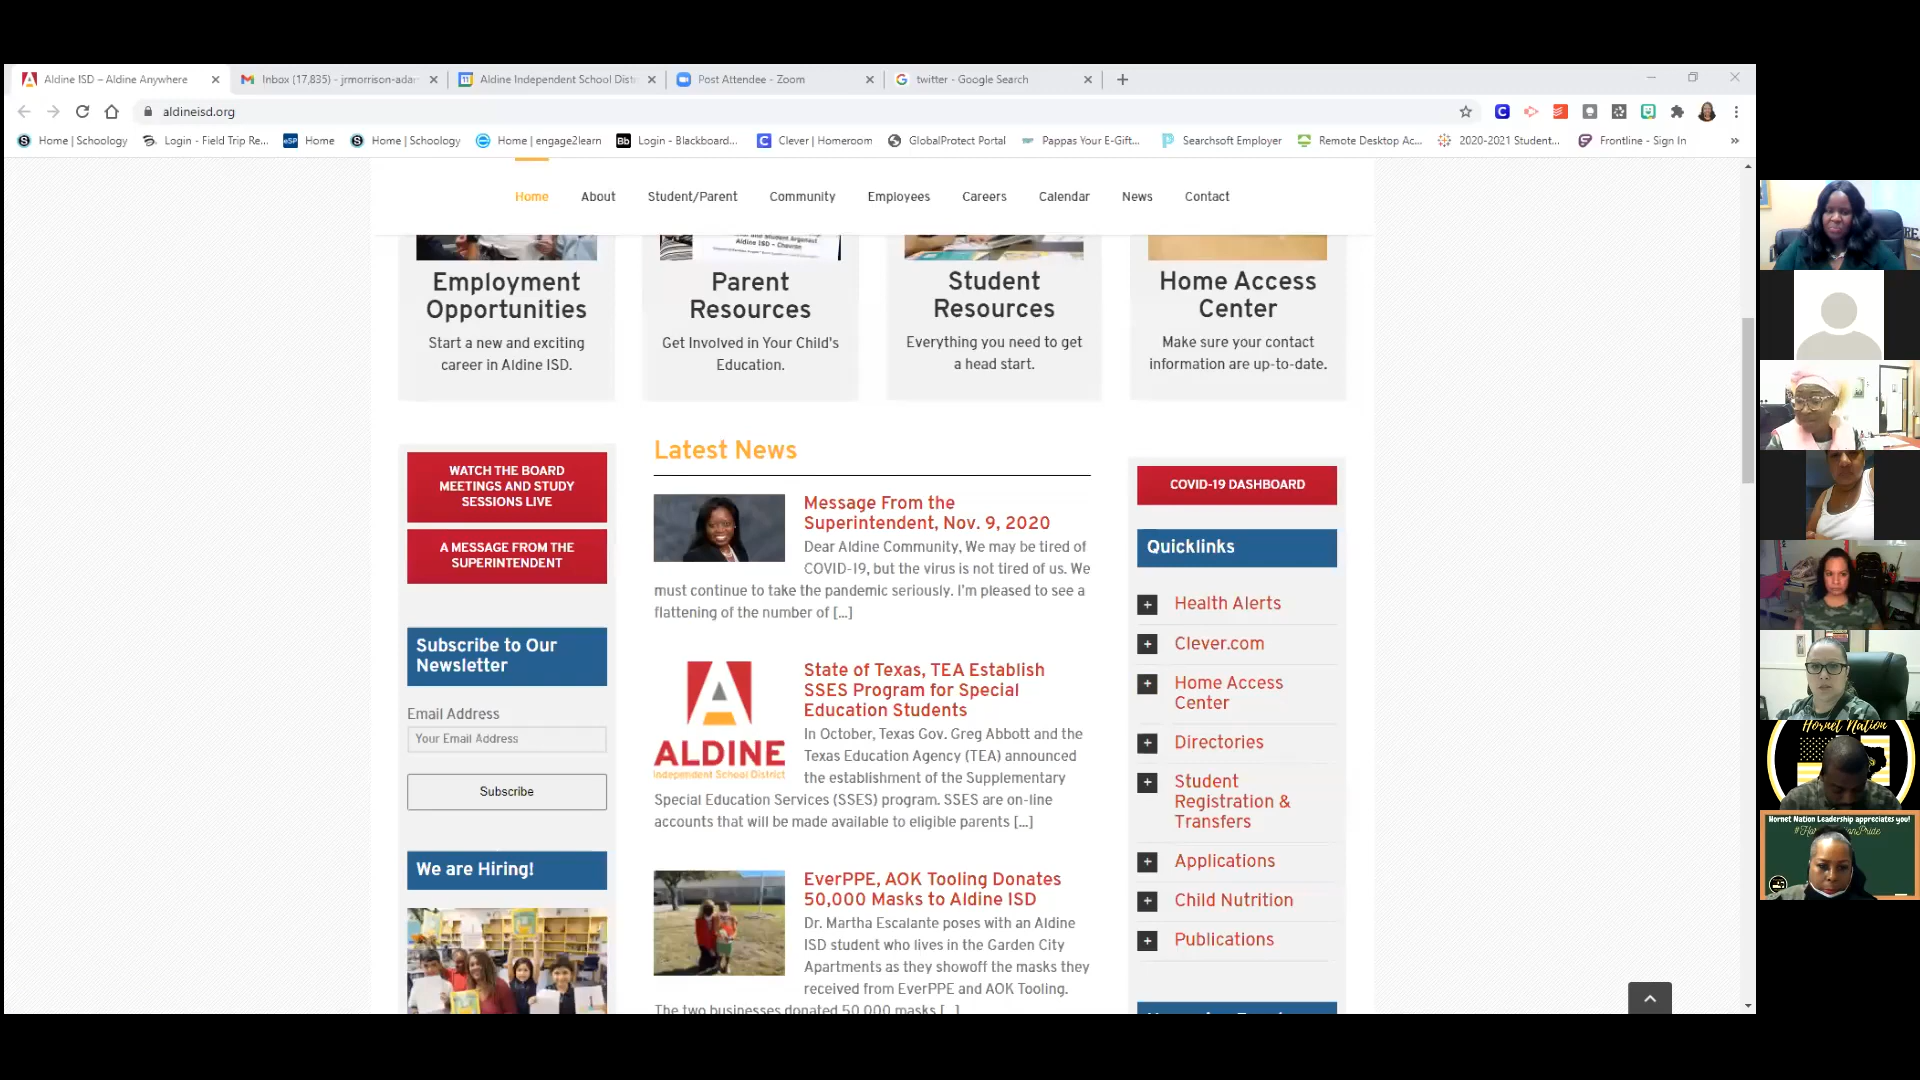 Aldine ISD – Aldine Anywhere
Inbox (17,835) - jrmorrison-ada
Aldine Independent School Distr
Post Attendee - Zoom
twitter - Google Search
aldineisd.org
Home | Schoology
Login - Field Trip Re...
eSP Home
Home | Schoology
Home | engage2learn
Bb Login - Blackboard...
Clever | Homeroom
GlobalProtect Portal
Pappas Your E-Gift...
Searchsoft Employer
Remote Desktop Ac...
2020-2021 Student...
Frontline - Sign In
Home
About
Student/Parent
Community
Employees
Careers
Calendar
News
Contact
Aldine ISD – Chevron
Employment
Opportunities
Start a new and exciting
career in Aldine ISD.
Parent
Resources
Get Involved in Your Child's
Education.
Student
Resources
Everything you need to get
a head start.
Home Access
Center
Make sure your contact
information are up-to-date.
WATCH THE BOARD
MEETINGS AND STUDY
SESSIONS LIVE
A MESSAGE FROM THE
SUPERINTENDENT
Subscribe to Our
Newsletter
Email Address
Your Email Address
Subscribe
We are Hiring!
Latest News
Message From the
Superintendent, Nov. 9, 2020
Dear Aldine Community, We may be tired of
COVID-19, but the virus is not tired of us. We
must continue to take the pandemic seriously. I'm pleased to see a
flattening of the number of [...]
ALDINE
Independent School District
State of Texas, TEA Establish
SSES Program for Special
Education Students
In October, Texas Gov. Greg Abbott and the
Texas Education Agency (TEA) announced
the establishment of the Supplementary
Special Education Services (SSES) program. SSES are on-line
accounts that will be made available to eligible parents [...]
EverPPE, AOK Tooling Donates
50,000 Masks to Aldine ISD
Dr. Martha Escalante poses with an Aldine
ISD student who lives in the Garden City
Apartments as they showoff the masks they
received from EverPPE and AOK Tooling.
The two businesses donated 50,000 masks [...]
COVID-19 DASHBOARD
Quicklinks
Health Alerts
Clever.com
Home Access
Center
Directories
Student
Registration &
Transfers
Applications
Child Nutrition
Publications
Hornet Nation
Hornet Nation Leadership appreciates you!